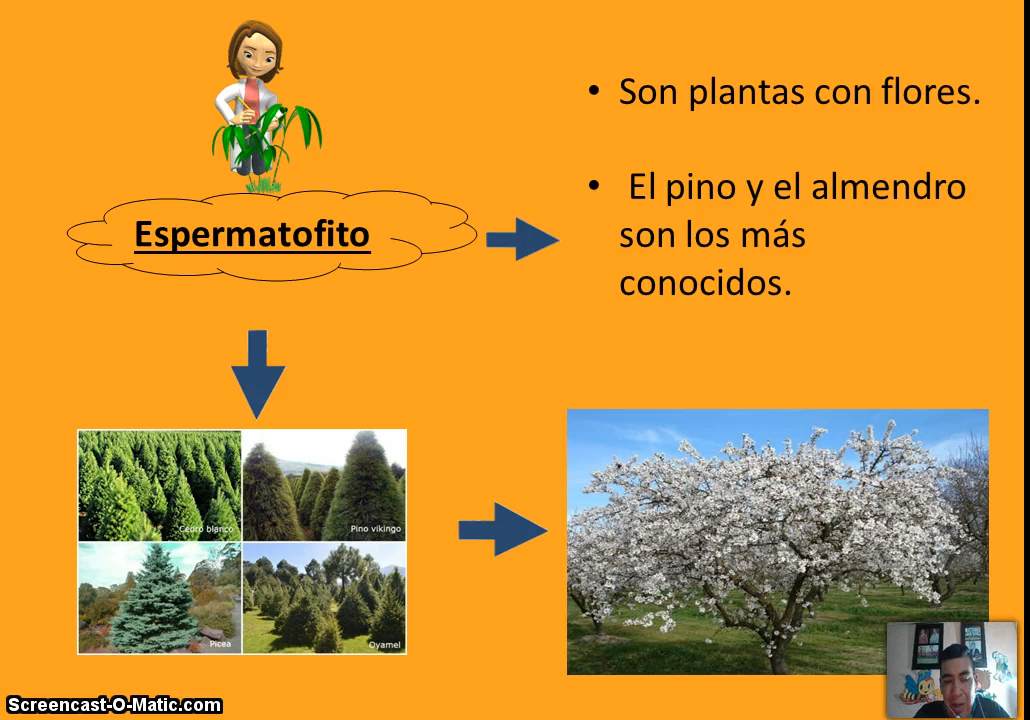 Espermatofito
• Son plantas con flores.
• El pino y el almendro
son los más
conocidos.
Cedro blanco
Pino vikingo
Picea
Oyamel
Screencast-O-Matic.com